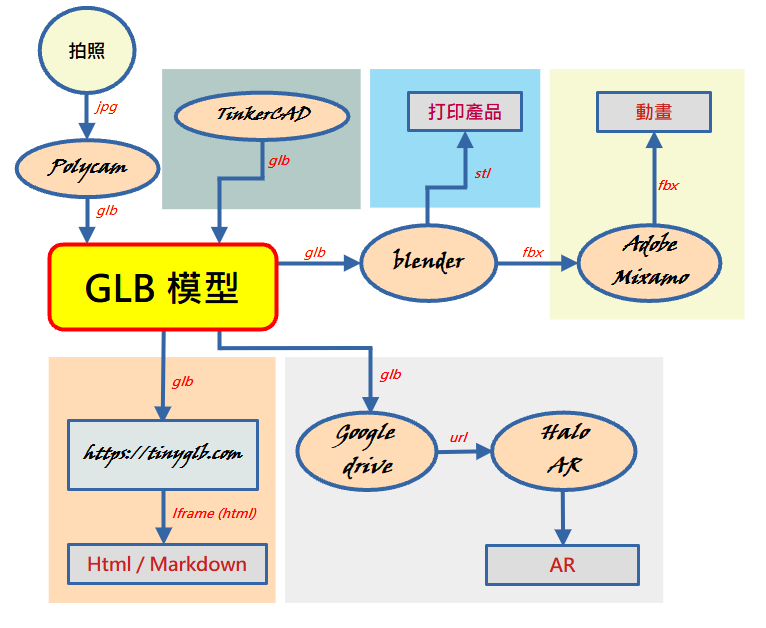 拍照
jpg
Polycam
glb
TinkerCAD
glb
打印產品
stl
動畫
fbx
GLB 模型
glb
blender
fbx
Adobe
Mixamo
glb
https://tinyglb.com
Iframe (html)
Html / Markdown
glb
Google
drive
url
Halo
AR
AR